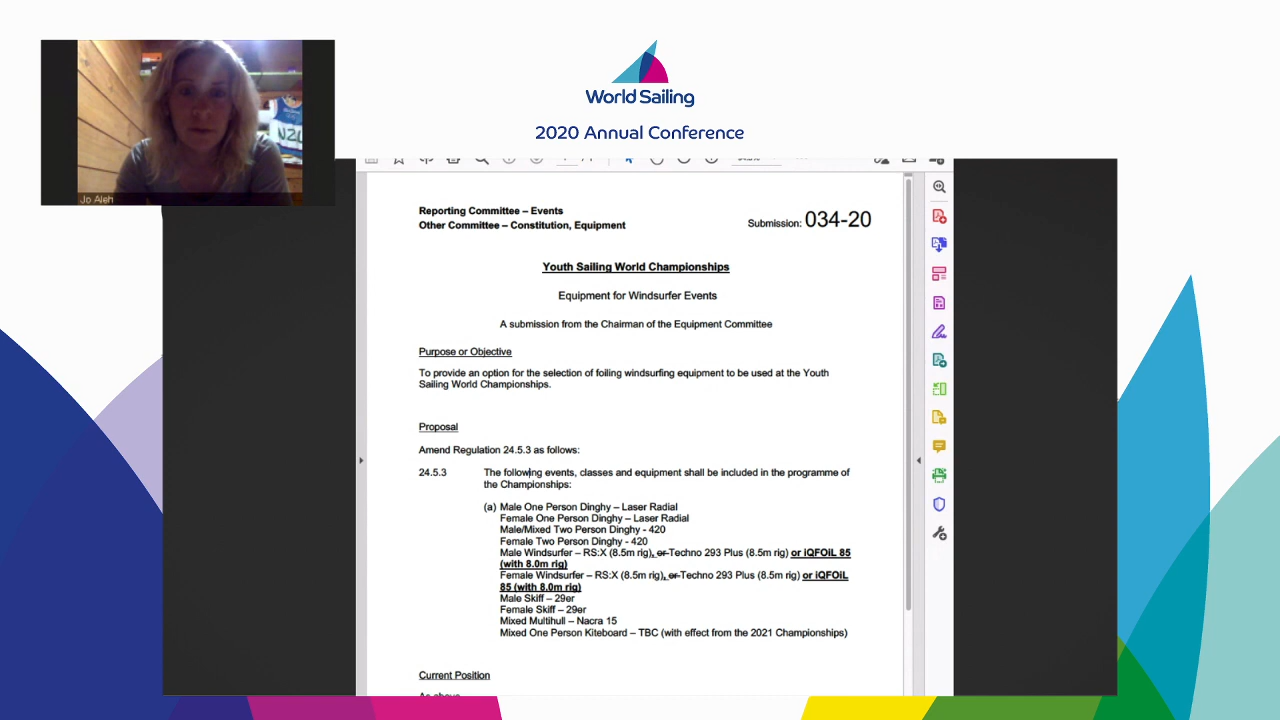 Jo Aleh
NZL
World Sailing
2020 Annual Conference
Reporting Committee – Events
Other Committee – Constitution, Equipment
Submission: 034-20
Youth Sailing World Championships
Equipment for Windsurfer Events
A submission from the Chairman of the Equipment Committee
Purpose or Objective
To provide an option for the selection of foiling windsurfing equipment to be used at the Youth
Sailing World Championships.
Proposal
Amend Regulation 24.5.3 as follows:
24.5.3 The following events, classes and equipment shall be included in the programme of
the Championships:
(a) Male One Person Dinghy – Laser Radial
Female One Person Dinghy – Laser Radial
Male/Mixed Two Person Dinghy - 420
Female Two Person Dinghy - 420
Male Windsurfer – RS:X (8.5m rig), or Techno 293 Plus (8.5m rig) or iQFOiL 85
(with 8.0m rig)
Female Windsurfer – RS:X (8.5m rig), or Techno 293 Plus (8.5m rig) or iQFOiL
85 (with 8.0m rig)
Male Skiff – 29er
Female Skiff – 29er
Mixed Multihull – Nacra 15
Mixed One Person Kiteboard – TBC (with effect from the 2021 Championships)
Current Position
As above